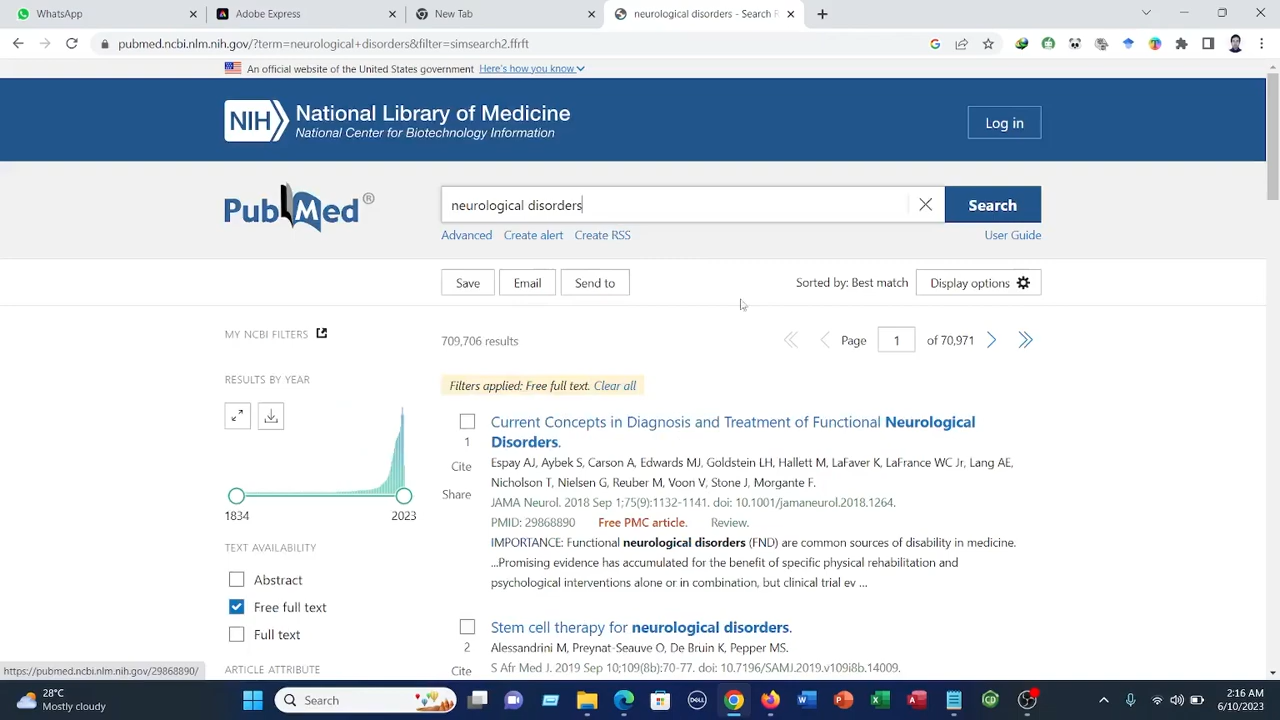 WhatsApp
Adobe Express
New Tab
neurological disorders - Search R
pubmed.ncbi.nlm.nih.gov/?term=neurological+disorders&filter=simsearch2.ffrft
An official website of the United States government Here's how you know
NIH National Library of Medicine
National Center for Biotechnology Information
Log in
PubMed®
neurological disorders
Search
Advanced Create alert Create RSS
User Guide
Save Email Send to
Sorted by: Best match Display options
MY NCBI FILTERS
709,706 results
Page 1 of 70,971
RESULTS BY YEAR
1834 2023
Filters applied: Free full text. Clear all
1
Cite
Share
Current Concepts in Diagnosis and Treatment of Functional Neurological
Disorders.
Espay AJ, Aybek S, Carson A, Edwards MJ, Goldstein LH, Hallett M, LaFaver K, LaFrance WC Jr, Lang AE,
Nicholson T, Nielsen G, Reuber M, Voon V, Stone J, Morgante F.
JAMA Neurol. 2018 Sep 1;75(9):1132-1141. doi: 10.1001/jamaneurol.2018.1264.
PMID: 29868890 Free PMC article. Review.
IMPORTANCE: Functional neurological disorders (FND) are common sources of disability in medicine.
...Promising evidence has accumulated for the benefit of specific physical rehabilitation and
psychological interventions alone or in combination, but clinical trial ev ...
TEXT AVAILABILITY
Abstract
Free full text
Full text
ARTICLE ATTRIBUTE
2
Cite
Stem cell therapy for neurological disorders.
Alessandrini M, Preynat-Seauve O, De Bruin K, Pepper MS.
S Afr Med J. 2019 Sep 10;109(8b):70-77. doi: 10.7196/SAMJ.2019.v109i8b.14009.
https://pubmed.ncbi.nlm.nih.gov/29868890/
28°C
Mostly cloudy
Search
DELL
2:16 AM
6/10/2023